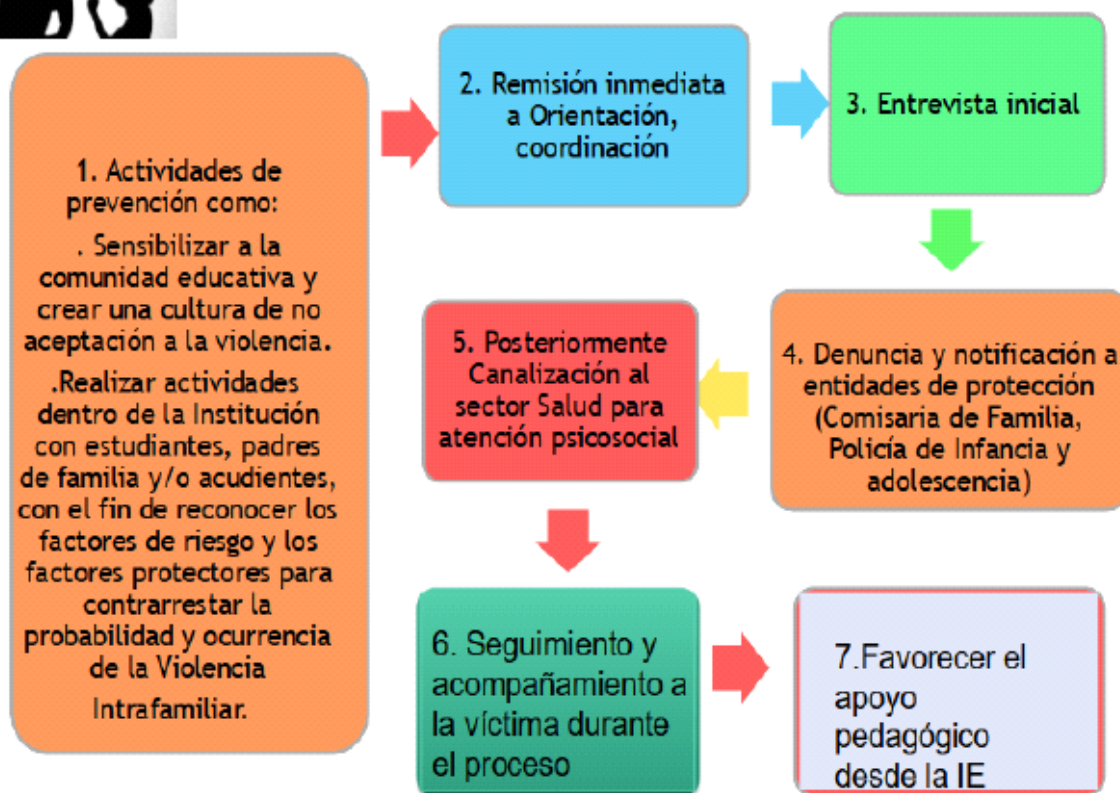 1. Actividades de
prevención como:
. Sensibilizar a la
comunidad educativa y
crear una cultura de no
aceptación a la violencia.
.Realizar actividades
dentro de la Institución
con estudiantes, padres
de familia y/o acudientes,
con el fin de reconocer los
factores de riesgo y los
factores protectores para
contrarrestar la
probabilidad y ocurrencia
de la Violencia
Intrafamiliar.
2. Remisión inmediata
a Orientación,
coordinación
3. Entrevista inicial
4. Denuncia y notificación a
entidades de protección
(Comisaria de Familia,
Policía de Infancia y
adolescencia)
5. Posteriormente
Canalización al
sector Salud para
atención psicosocial
6. Seguimiento y
acompañamiento a
la víctima durante
el proceso
7.Favorecer el
apoyo
pedagógico
desde la IE